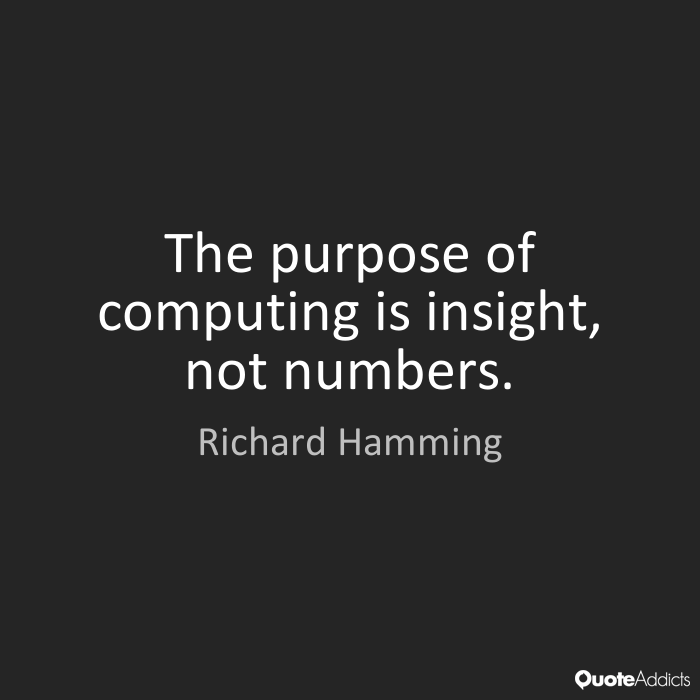 The purpose of
computing is insight,
not numbers.
Richard Hamming
QuoteAddicts